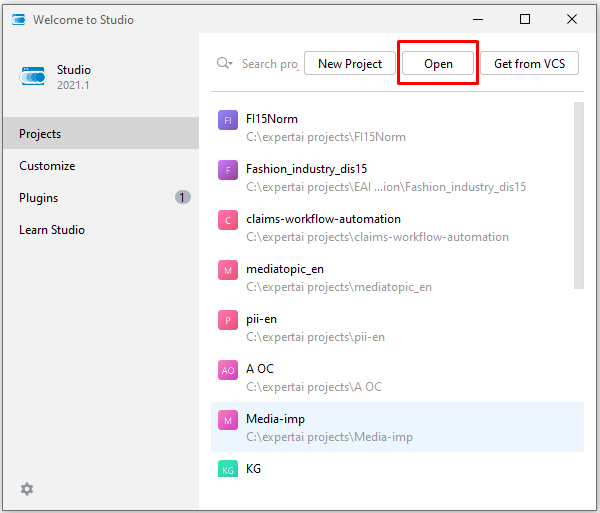 Welcome to Studio
Studio
2021.1
Projects
Customize
Plugins
1
Learn Studio
Search pro
New Project
Open
Get from VCS
FI
FI15Norm
C:\expertai projects\FI15Norm
F
Fashion_industry_dis15
C:\expertai projects\EAI ...ion\Fashion_industry_dis15
C
claims-workflow-automation
C:\expertai projects\claims-workflow-automation
M
mediatopic_en
C:\expertai projects\mediatopic_en
P
pii-en
C:\expertai projects\pii-en
AO
A OC
C:\expertai projects\A OC
M
Media-imp
C:\expertai projects\Media-imp
KG
KG